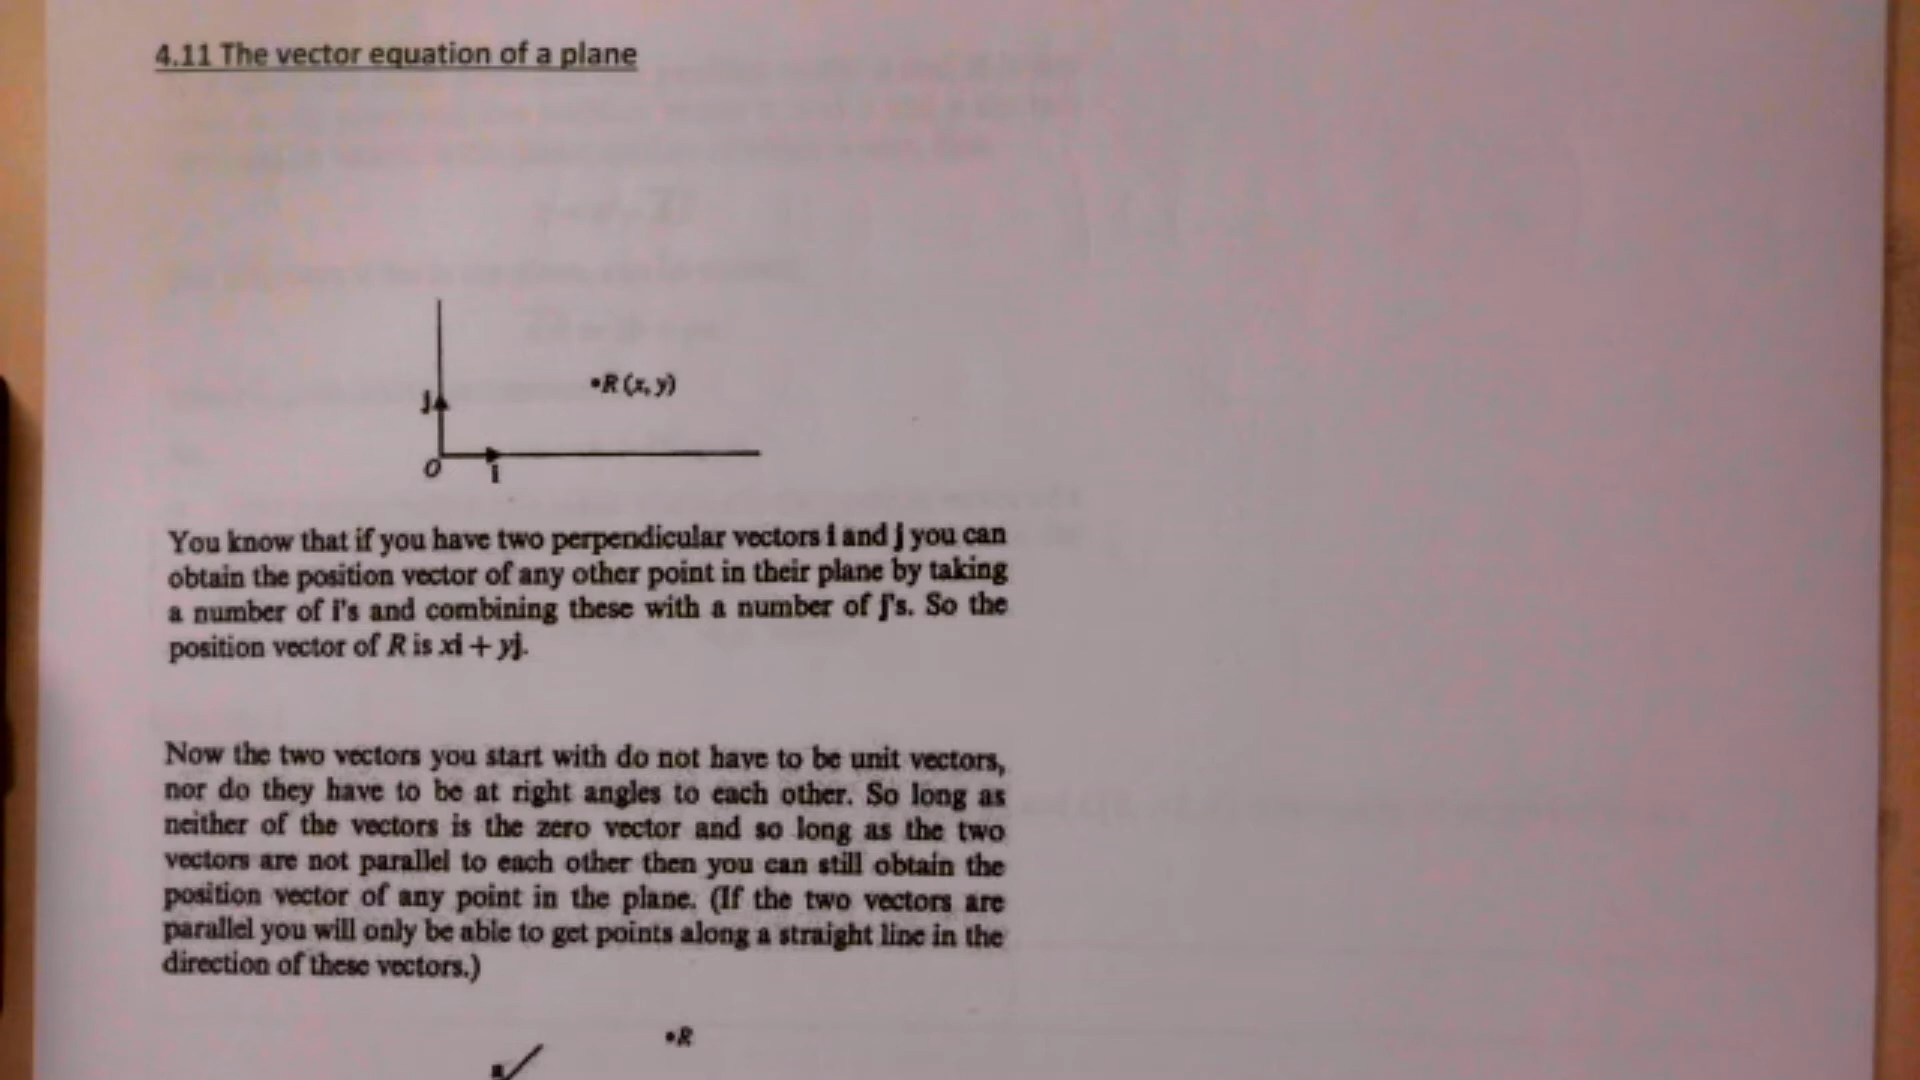 4.11 The vector equation of a plane
•R (x, y)
j
O
i
You know that if you have two perpendicular vectors i and j you can
obtain the position vector of any other point in their plane by taking
a number of i's and combining these with a number of j's. So the
position vector of R is xi + yj.
Now the two vectors you start with do not have to be unit vectors,
nor do they have to be at right angles to each other. So long as
neither of the vectors is the zero vector and so long as the two
vectors are not parallel to each other then you can still obtain the
position vector of any point in the plane. (If the two vectors are
parallel you will only be able to get points along a straight line in the
direction of these vectors.)
•R